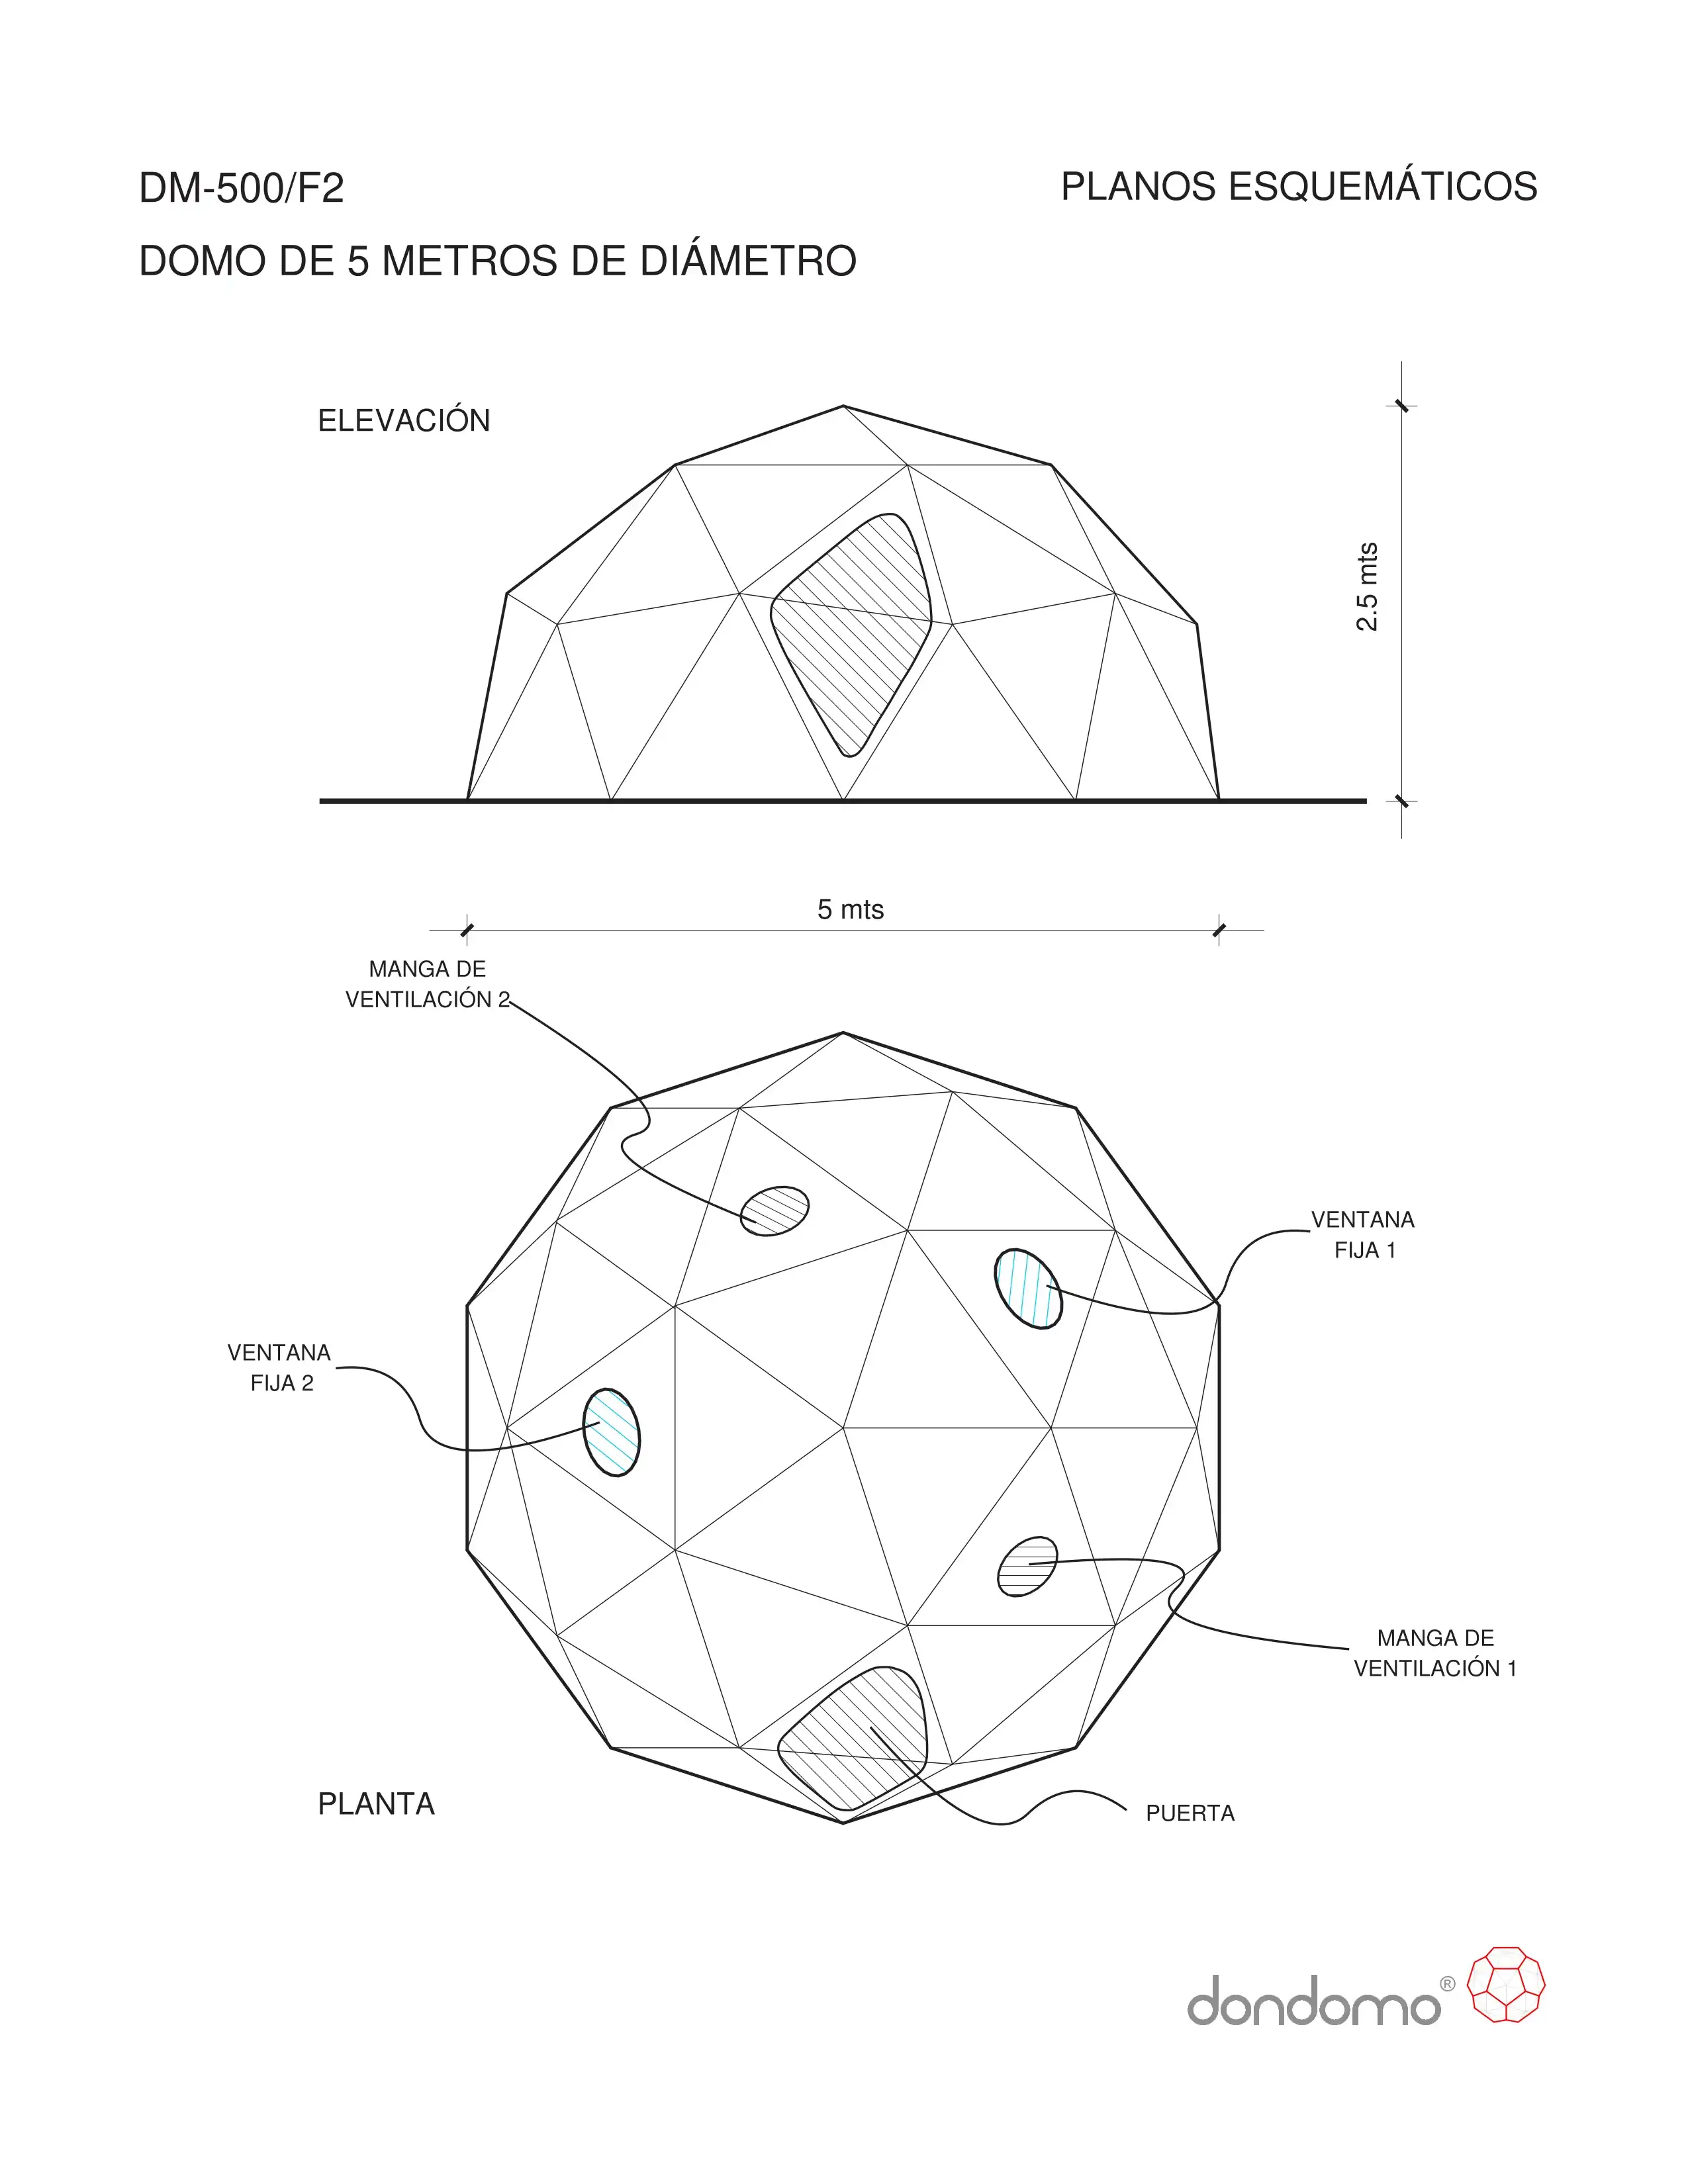 DM-500/F2
PLANOS ESQUEMÁTICOS
DOMO DE 5 METROS DE DIÁMETRO
ELEVACIÓN
2.5 mts
5 mts
MANGA DE
VENTILACIÓN 2
VENTANA
FIJA 1
VENTANA
FIJA 2
MANGA DE
VENTILACIÓN 1
PLANTA
PUERTA
dondomo®